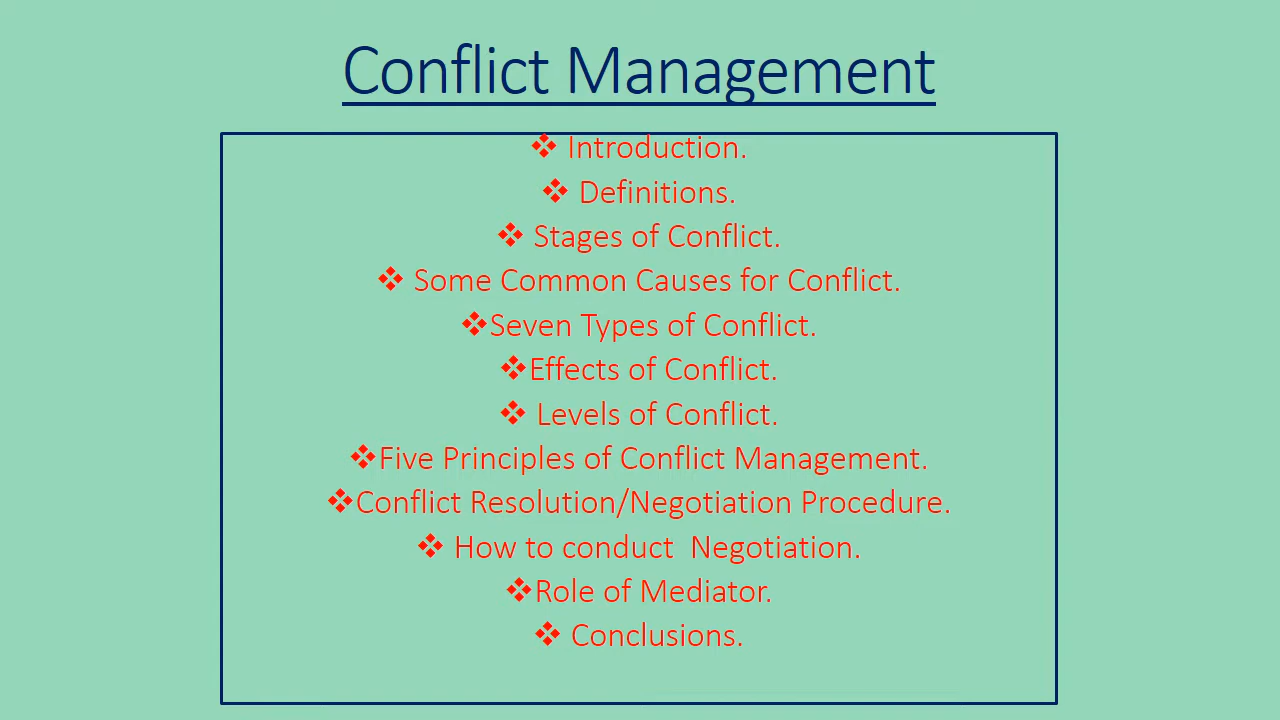 Conflict Management
❖ Introduction.
❖ Definitions.
❖ Stages of Conflict.
❖ Some Common Causes for Conflict.
❖Seven Types of Conflict.
❖Effects of Conflict.
❖ Levels of Conflict.
❖Five Principles of Conflict Management.
❖Conflict Resolution/Negotiation Procedure.
❖ How to conduct  Negotiation.
❖Role of Mediator.
❖ Conclusions.